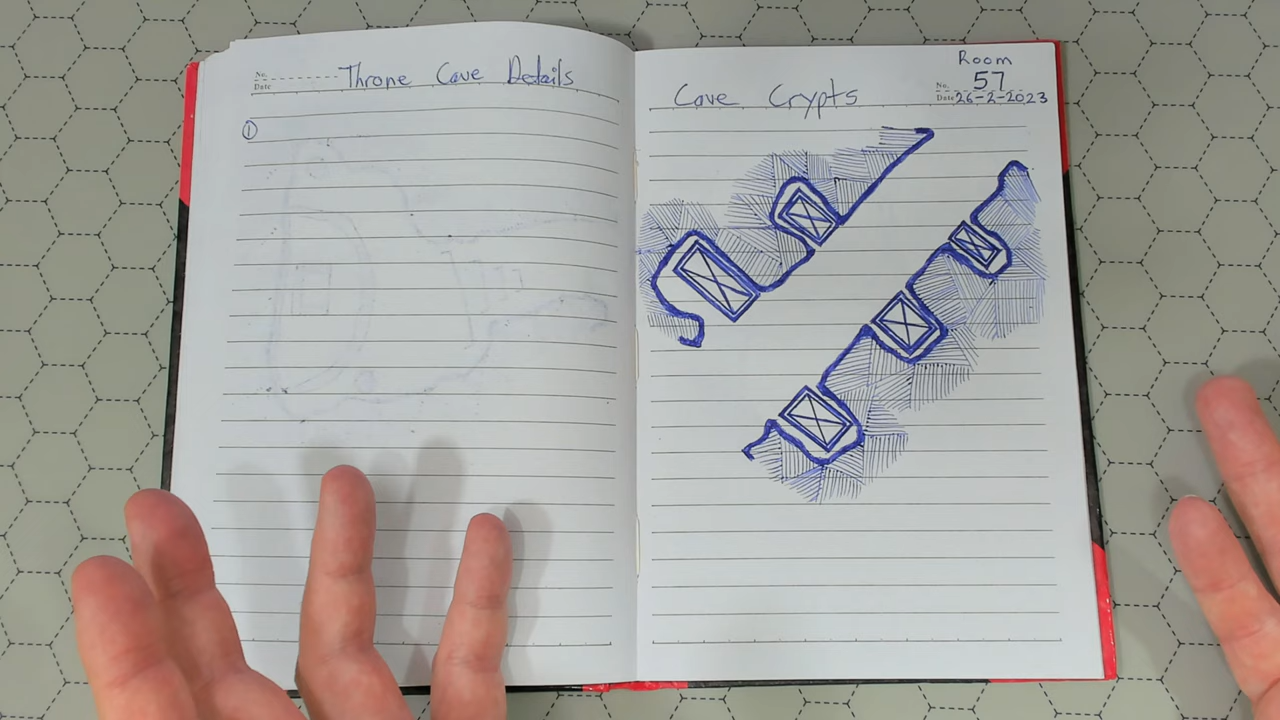 No. Throne Cave Details
Date
①
Room
Cave Crypts
No. 57
Date 26-2-2023